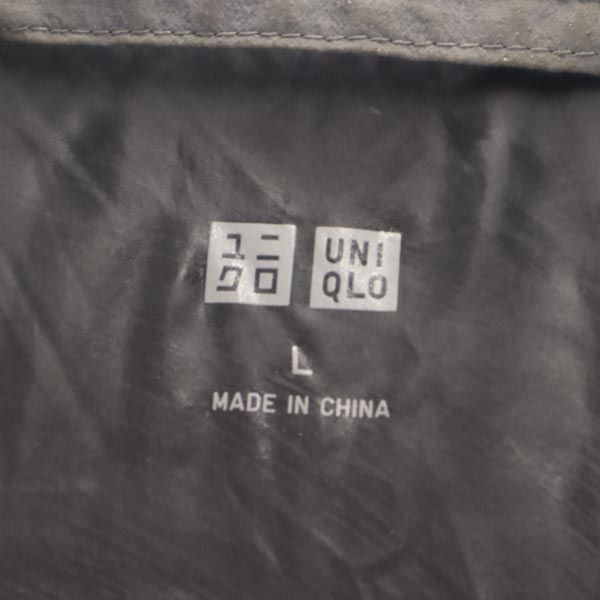 ユニ
クロ
UNI
QLO
L
MADE IN CHINA